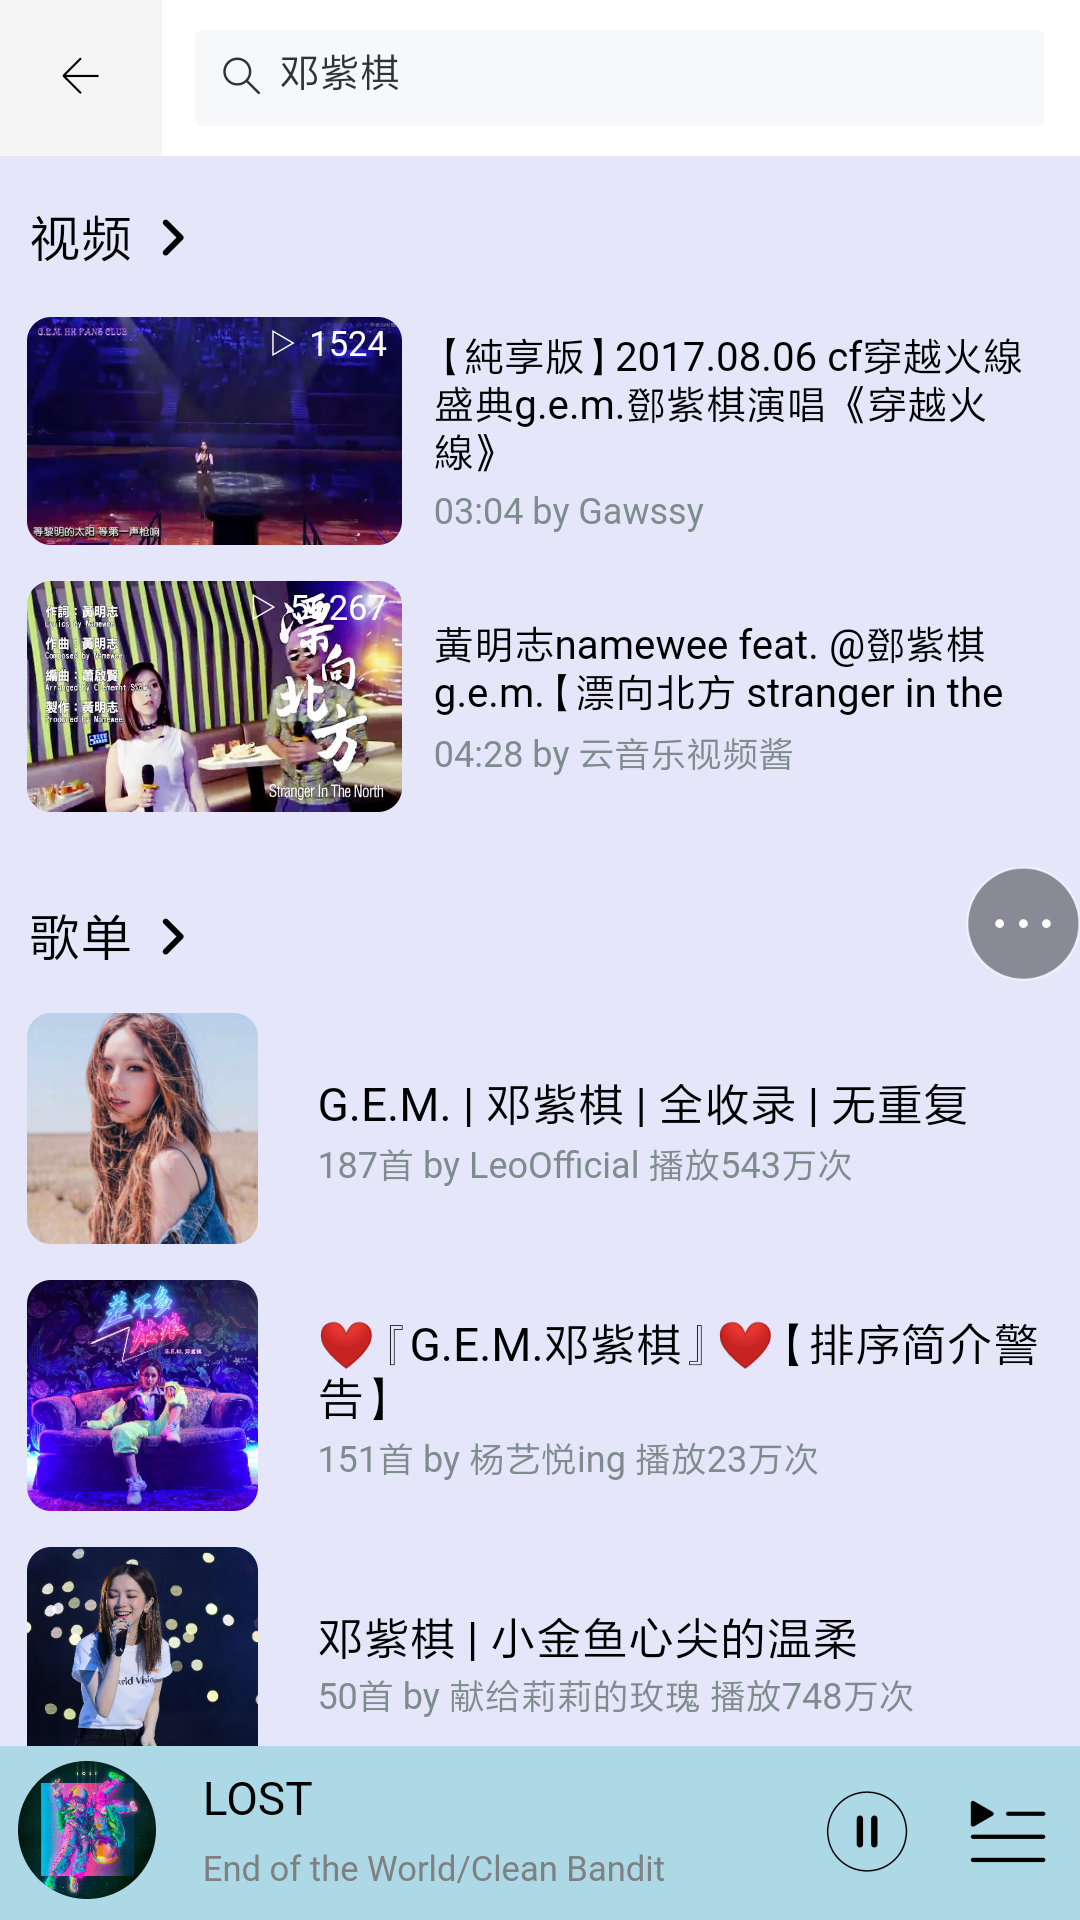 邓紫棋
视频
G.E.M. HK FANS CLUB
1524
等黎明的太阳 等第一声枪响
【純享版】2017.08.06 cf穿越火線
盛典g.e.m.鄧紫棋演唱《穿越火
線》
03:04 by Gawssy
作詞：黃明志
Lyrics by Namewee
作曲：黃明志
Composed by Namewee
編曲：蕭啟賢
製作：黃明志
Produced by Namewee
漂向北方
Stranger In The North
黃明志namewee feat. @鄧紫棋
g.e.m.【漂向北方 stranger in the
04:28 by 云音乐视频酱
歌单
G.E.M. | 邓紫棋 | 全收录 | 无重复
187首 by LeoOfficial 播放543万次
差不多
姑娘
G.E.M. 邓紫棋
❤️『G.E.M.邓紫棋』❤️【排序简介警
告】
151首 by 杨艺悦ing 播放23万次
邓紫棋 | 小金鱼心尖的温柔
50首 by 献给莉莉的玫瑰 播放748万次
LOST
LOST
End of the World/Clean Bandit